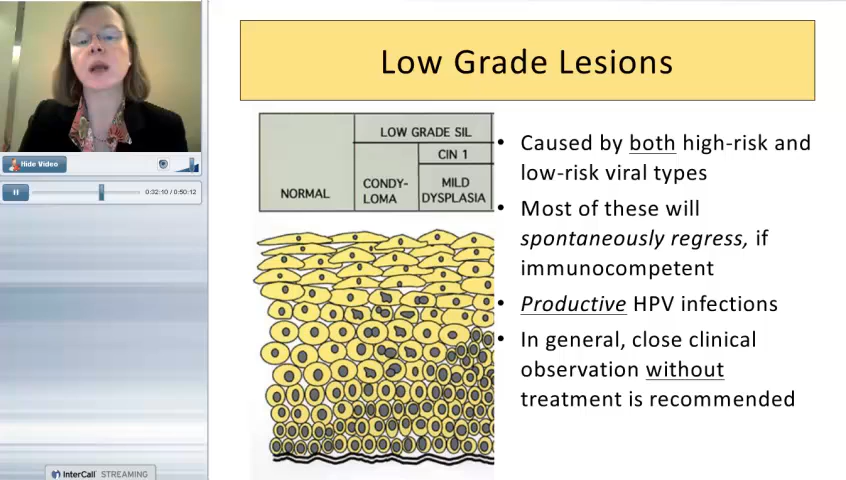 Low Grade Lesions
Hide Video
0:32:10 / 0:50:12
LOW GRADE SIL
CIN 1
NORMAL
CONDY-
LOMA
MILD
DYSPLASIA
• Caused by both high-risk and
low-risk viral types
• Most of these will
spontaneously regress, if
immunocompetent
• Productive HPV infections
• In general, close clinical
observation without
treatment is recommended
InterCall STREAMING